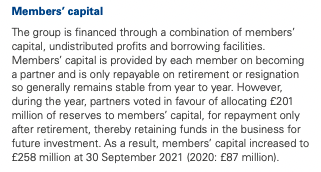 Members’ capital
The group is financed through a combination of members’
capital, undistributed profits and borrowing facilities.
Members’ capital is provided by each member on becoming
a partner and is only repayable on retirement or resignation
so generally remains stable from year to year. However,
during the year, partners voted in favour of allocating £201
million of reserves to members’ capital, for repayment only
after retirement, thereby retaining funds in the business for
future investment. As a result, members’ capital increased to
£258 million at 30 September 2021 (2020: £87 million).